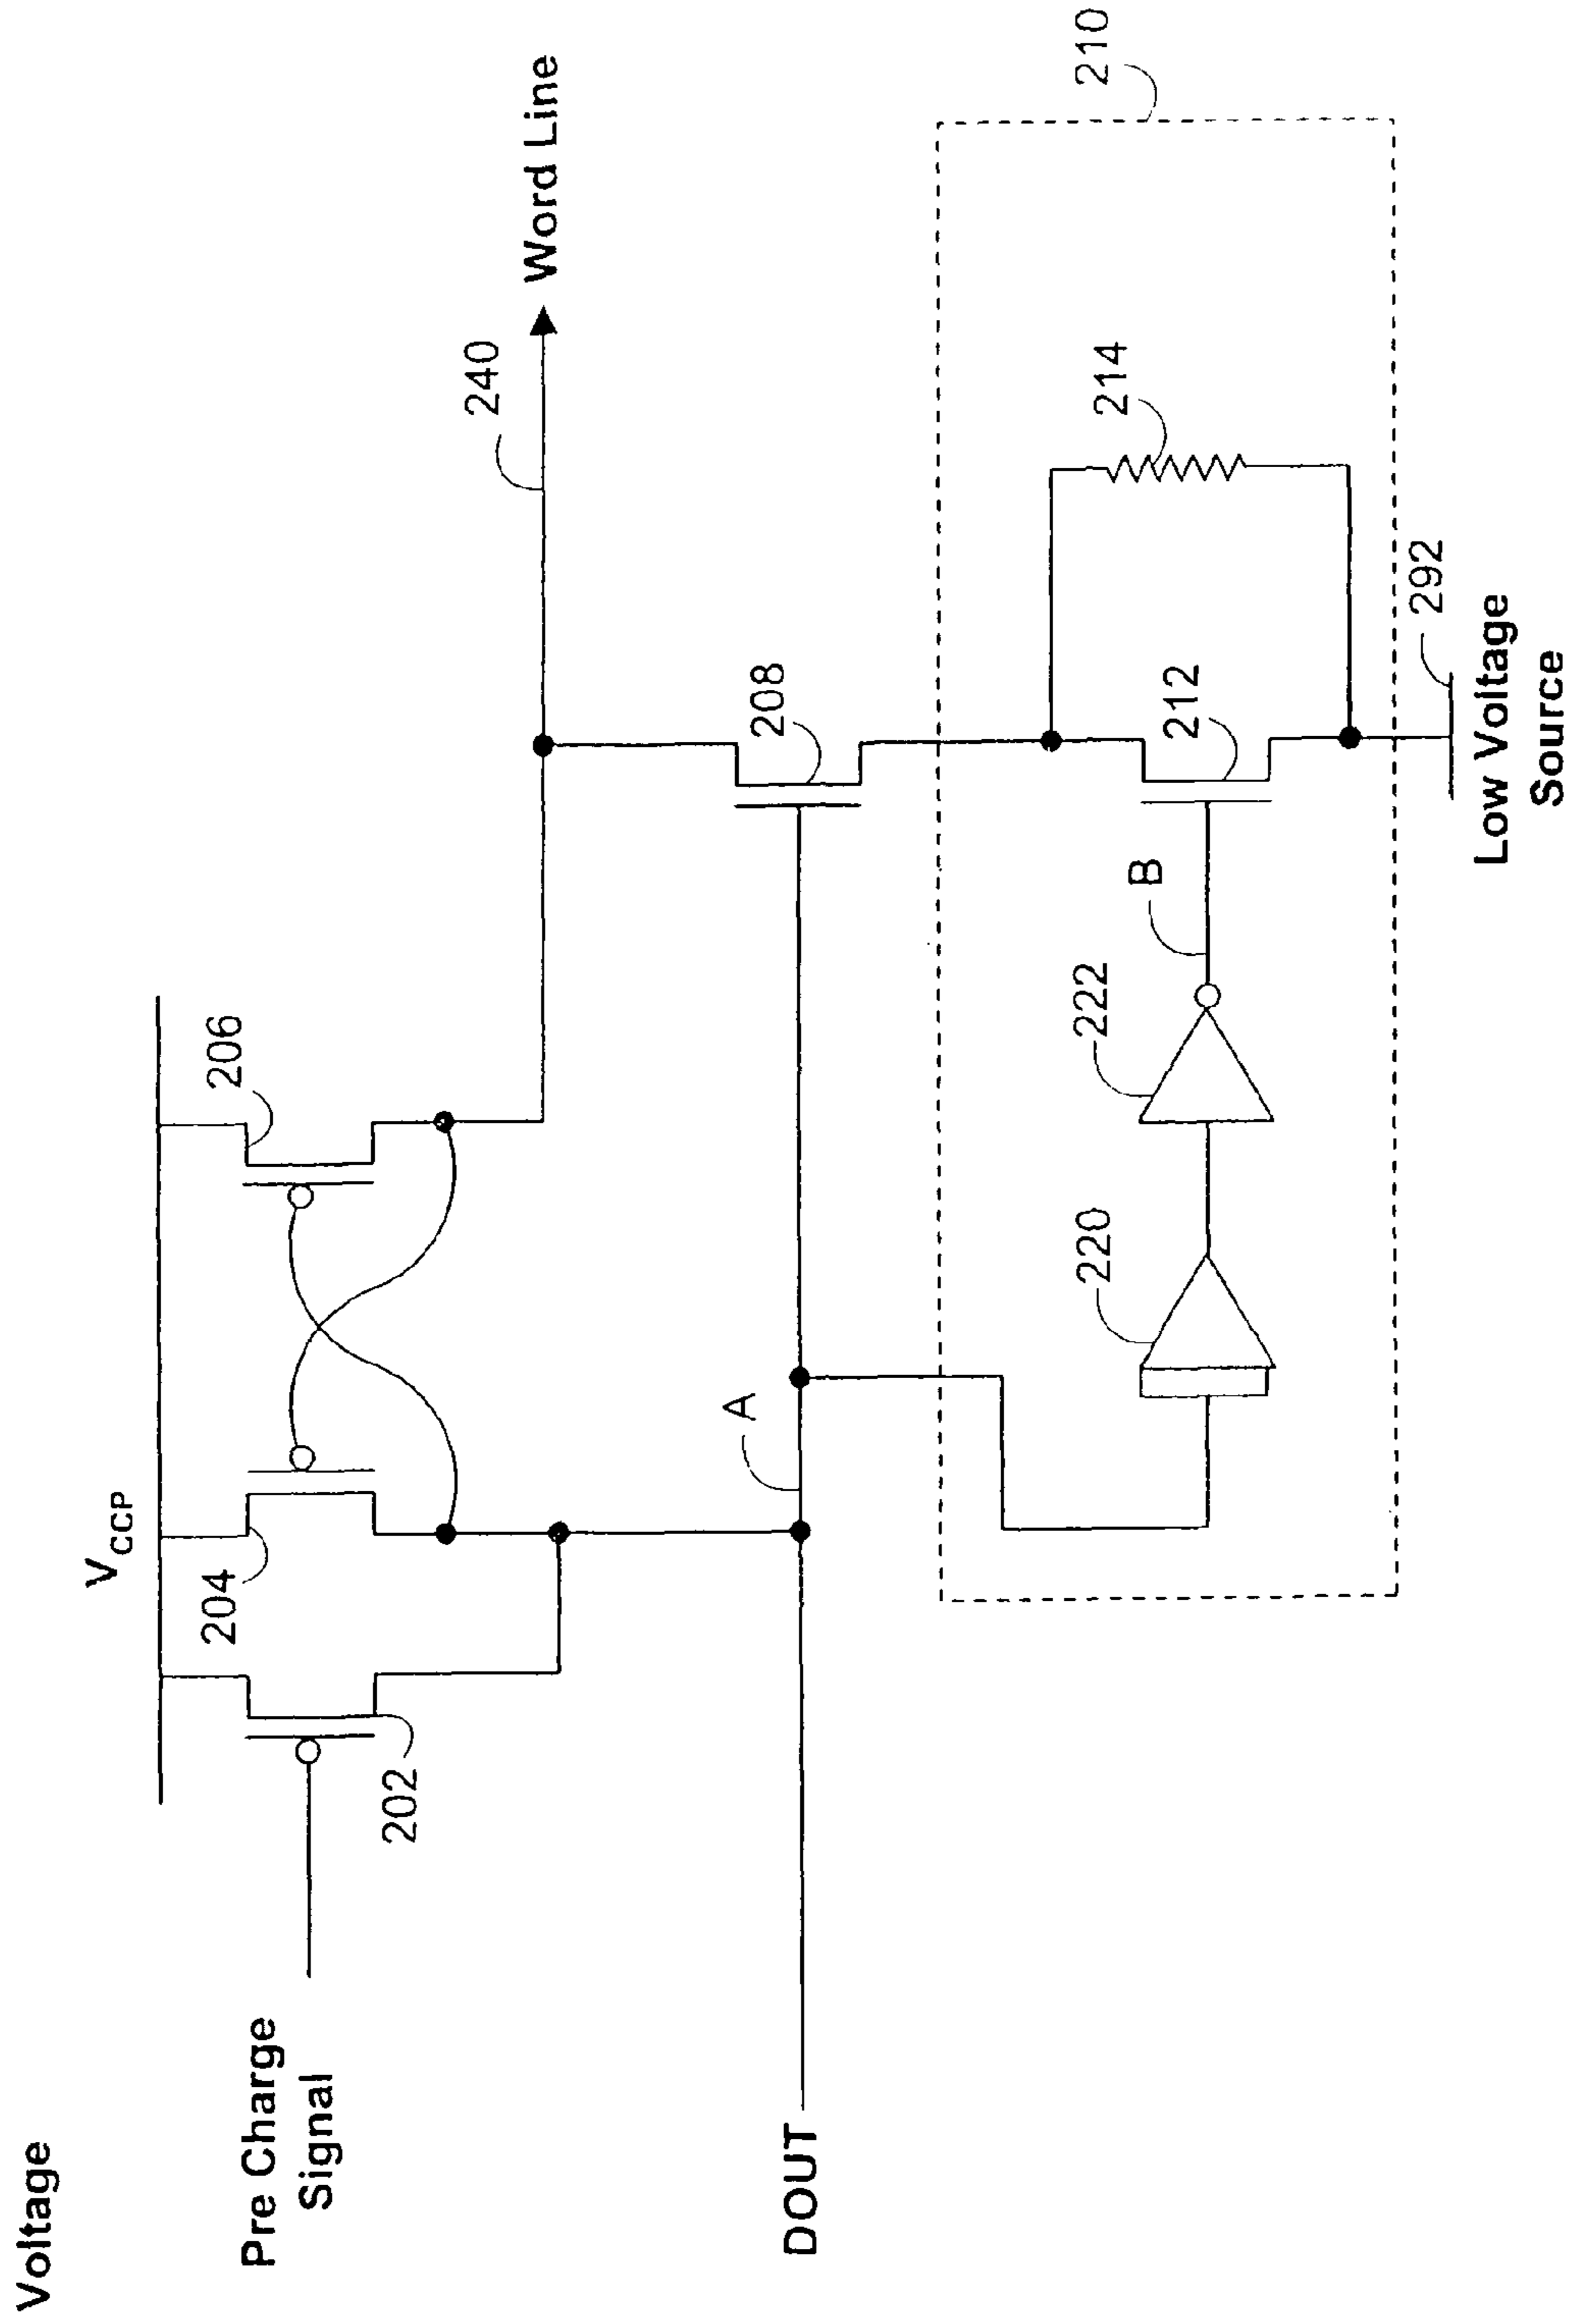 Voltage
V CCP
Pre Charge
Signal
202
204
206
240
Word Line
DOUT
A
208
210
220
222
B
212
214
292
Low Voltage
Source